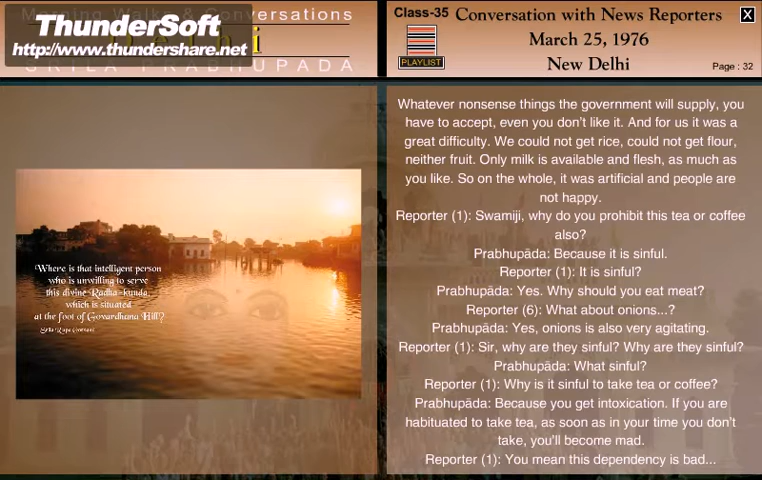 Morning Walks & Conversations
ThunderSoft
http://www.thundershare.net
SRILA PRABHUPADA
Where is that intelligent person
who is unwilling to serve
this divine Radha-kunda,
which is situated
at the foot of Govardhana Hill?
Srila Rupa Goswami
Class-35
PLAYLIST
Conversation with News Reporters
March 25, 1976
New Delhi
X
Page : 32
Whatever nonsense things the government will supply, you
have to accept, even you don't like it. And for us it was a
great difficulty. We could not get rice, could not get flour,
neither fruit. Only milk is available and flesh, as much as
you like. So on the whole, it was artificial and people are
not happy.
Reporter (1): Swamiji, why do you prohibit this tea or coffee
also?
Prabhupāda: Because it is sinful.
Reporter (1): It is sinful?
Prabhupāda: Yes. Why should you eat meat?
Reporter (6): What about onions...?
Prabhupāda: Yes, onions is also very agitating.
Reporter (1): Sir, why are they sinful? Why are they sinful?
Prabhupāda: What sinful?
Reporter (1): Why is it sinful to take tea or coffee?
Prabhupāda: Because you get intoxication. If you are
habituated to take tea, as soon as in your time you don't
take, you'll become mad.
Reporter (1): You mean this dependency is bad...